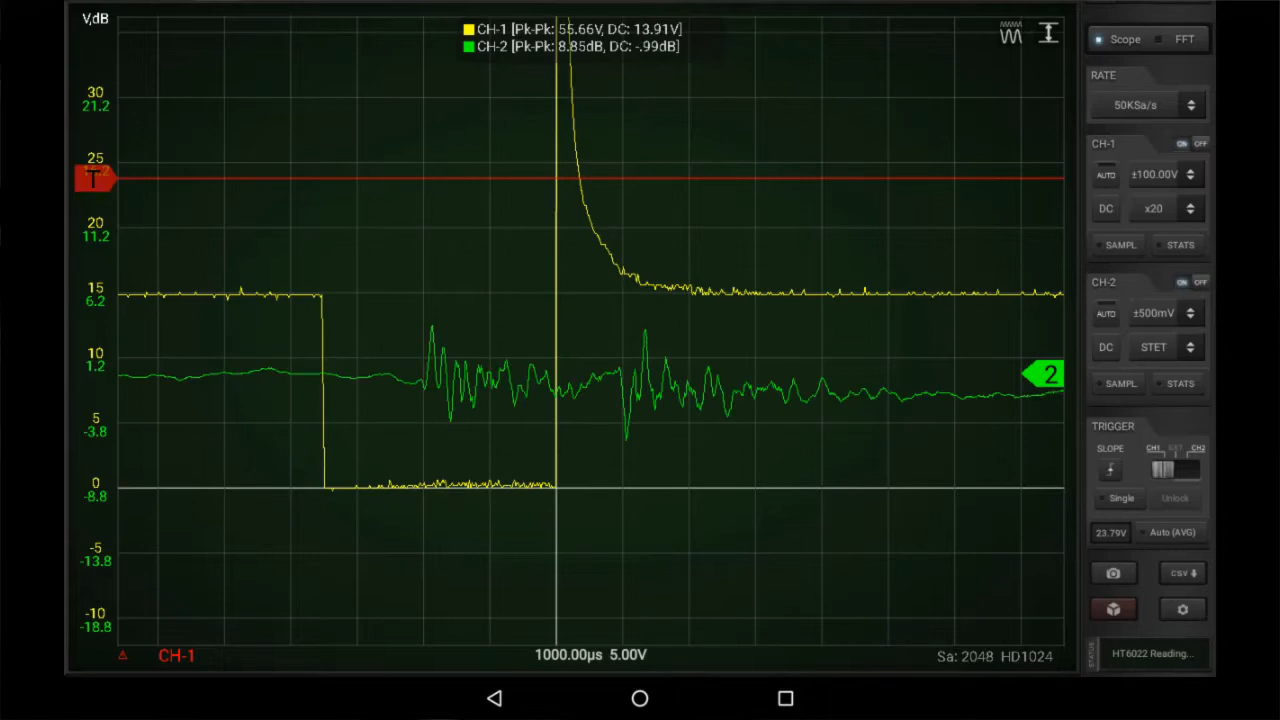 V,dB
CH-1 [Pk-Pk: 55.66V, DC: 13.91V]
CH-2 [Pk-Pk: 8.85dB, DC: -.99dB]
30
21.2
25
T
20
11.2
15
6.2
10
1.2
5
-3.8
0
-8.8
-5
-13.8
-10
-18.8
2
CH-1
1000.00µs 5.00V
Sa: 2048 HD1024
Scope FFT
RATE
50KSa/s
CH-1 ON OFF
AUTO ±100.00V
DC x20
SAMPL STATS
CH-2 ON OFF
AUTO ±500mV
DC STET
SAMPL STATS
TRIGGER
SLOPE CH1 EXT CH2
Single Unlock
23.79V Auto (AVG)
CSV
STATUS
HT6022 Reading...